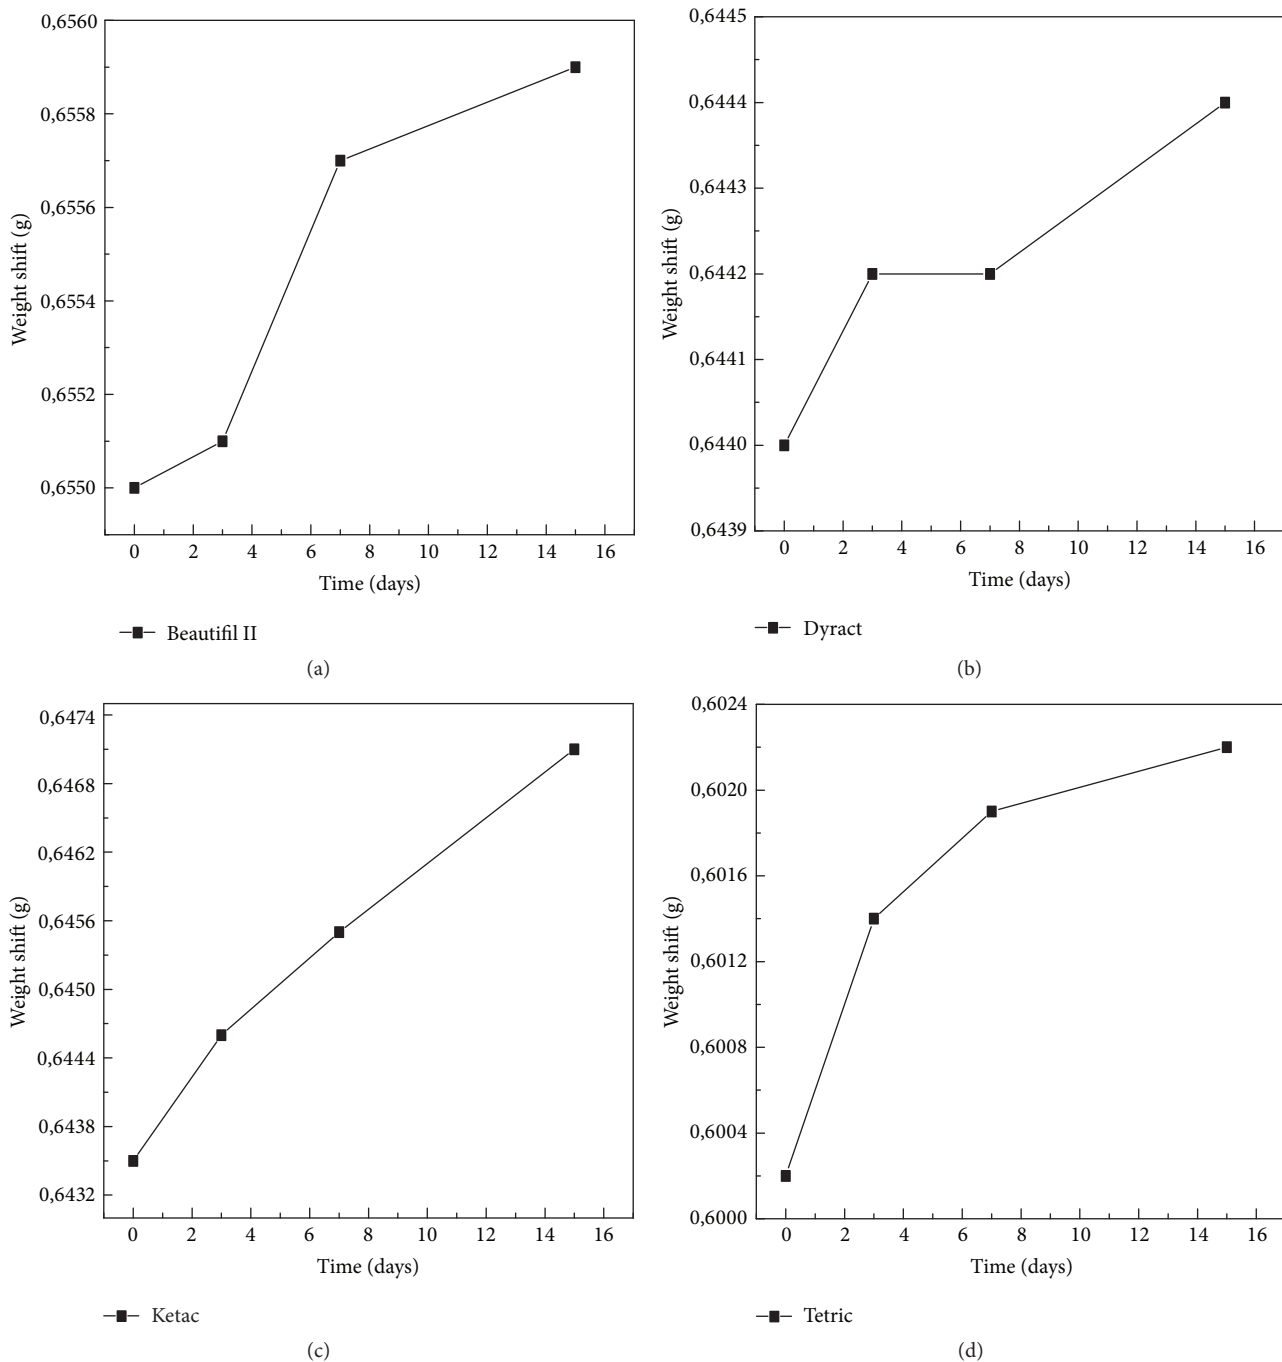 0,6560
0,6558
0,6556
0,6554
0,6552
0,6550
Weight shift (g)
0 2 4 6 8 10 12 14 16
Time (days)
Beautifil II
(a)
0,6445
0,6444
0,6443
0,6442
0,6441
0,6440
0,6439
Weight shift (g)
0 2 4 6 8 10 12 14 16
Time (days)
Dyract
(b)
0,6474
0,6468
0,6462
0,6456
0,6450
0,6444
0,6438
0,6432
Weight shift (g)
0 2 4 6 8 10 12 14 16
Time (days)
Ketac
(c)
0,6024
0,6020
0,6016
0,6012
0,6008
0,6004
0,6000
Weight shift (g)
0 2 4 6 8 10 12 14 16
Time (days)
Tetric
(d)